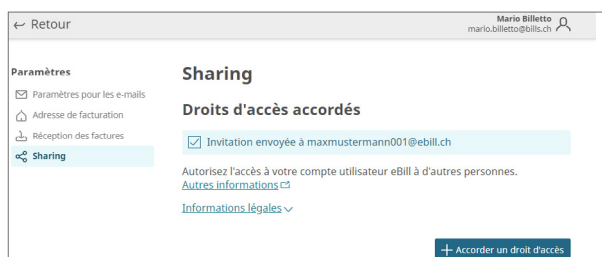 Retour
Mario Billetto
mario.billetto@bills.ch
Paramètres
Paramètres pour les e-mails
Adresse de facturation
Réception des factures
Sharing
Sharing
Droits d'accès accordés
Invitation envoyée à maxmustermann001@ebill.ch
Autorisez l'accès à votre compte utilisateur eBill à d'autres personnes.
Autres informations
Informations légales
Accorder un droit d'accès